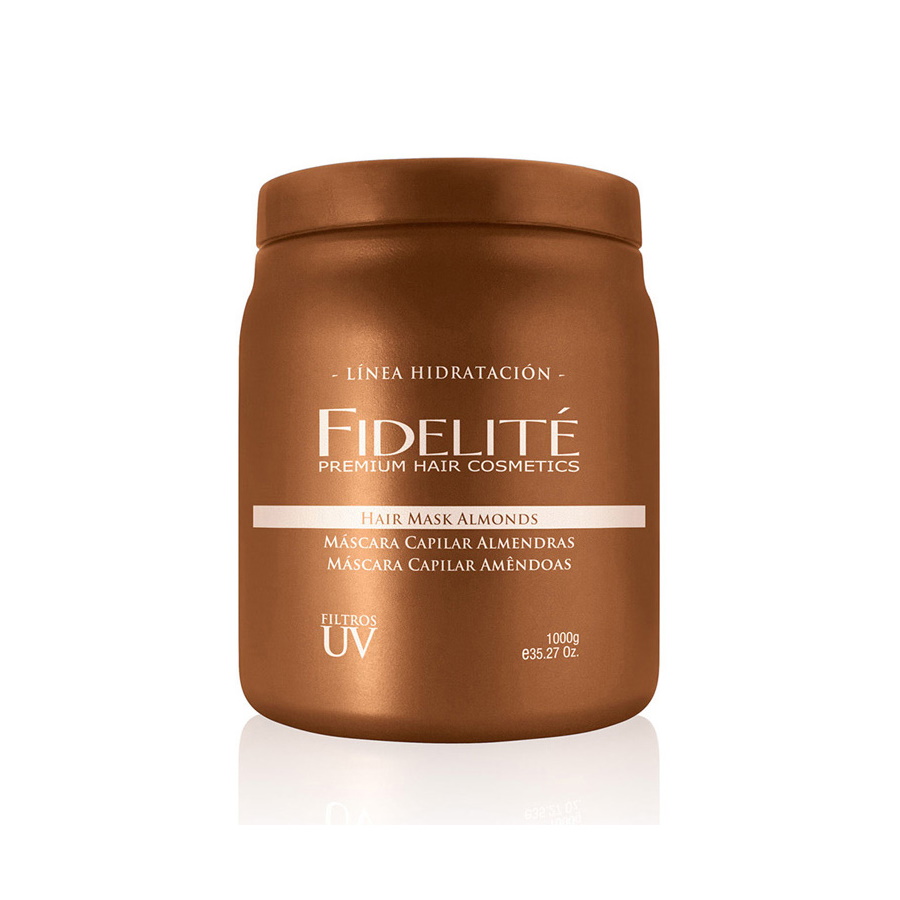 - LÍNEA HIDRATACIÓN -
FIDELITÉ
PREMIUM HAIR COSMETICS
HAIR MASK ALMONDS
MÁSCARA CAPILAR ALMENDRAS
MÁSCARA CAPILAR AMÊNDOAS
FILTROS
UV
1000g
℮35.27 Oz.